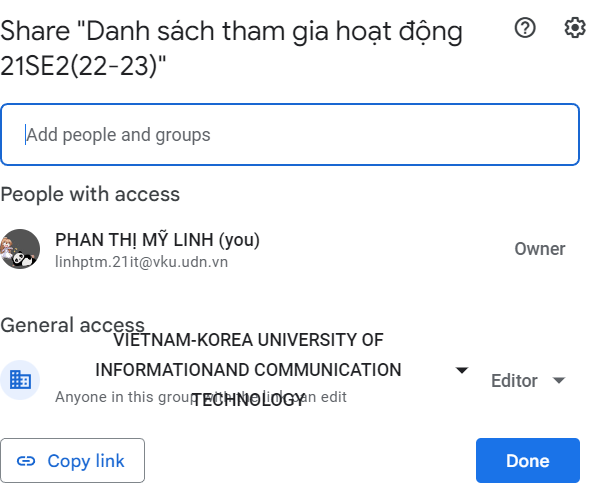 Share "Danh sách tham gia hoạt động
21SE2(22-23)"
Add people and groups
People with access
PHAN THỊ MỸ LINH (you)
linhptm.21it@vku.udn.vn
Owner
General access
VIETNAM-KOREA UNIVERSITY OF
INFORMATIONAND COMMUNICATION
TECHNOLOGY
Editor
Anyone in this group with the link can edit
Copy link
Done